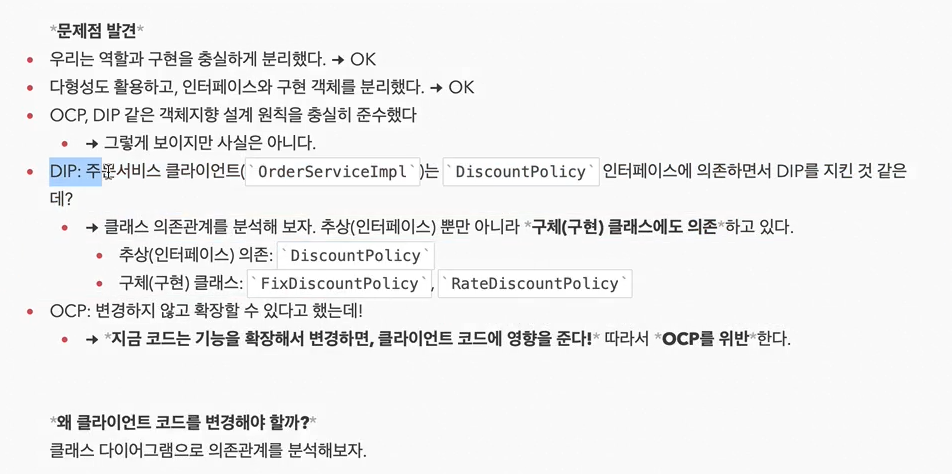 *문제점 발견*
• 우리는 역할과 구현을 충실하게 분리했다. → OK
• 다형성도 활용하고, 인터페이스와 구현 객체를 분리했다. → OK
• OCP, DIP 같은 객체지향 설계 원칙을 충실히 준수했다
• → 그렇게 보이지만 사실은 아니다.
• DIP: 주문서비스 클라이언트(`OrderServiceImpl`)는 `DiscountPolicy` 인터페이스에 의존하면서 DIP를 지킨 것 같은
데?
• → 클래스 의존관계를 분석해 보자. 추상(인터페이스) 뿐만 아니라 *구체(구현) 클래스에도 의존*하고 있다.
• 추상(인터페이스) 의존: `DiscountPolicy`
• 구체(구현) 클래스: `FixDiscountPolicy`, `RateDiscountPolicy`
• OCP: 변경하지 않고 확장할 수 있다고 했는데!
• → *지금 코드는 기능을 확장해서 변경하면, 클라이언트 코드에 영향을 준다!* 따라서 *OCP를 위반*한다.
*왜 클라이언트 코드를 변경해야 할까?*
클래스 다이어그램으로 의존관계를 분석해보자.